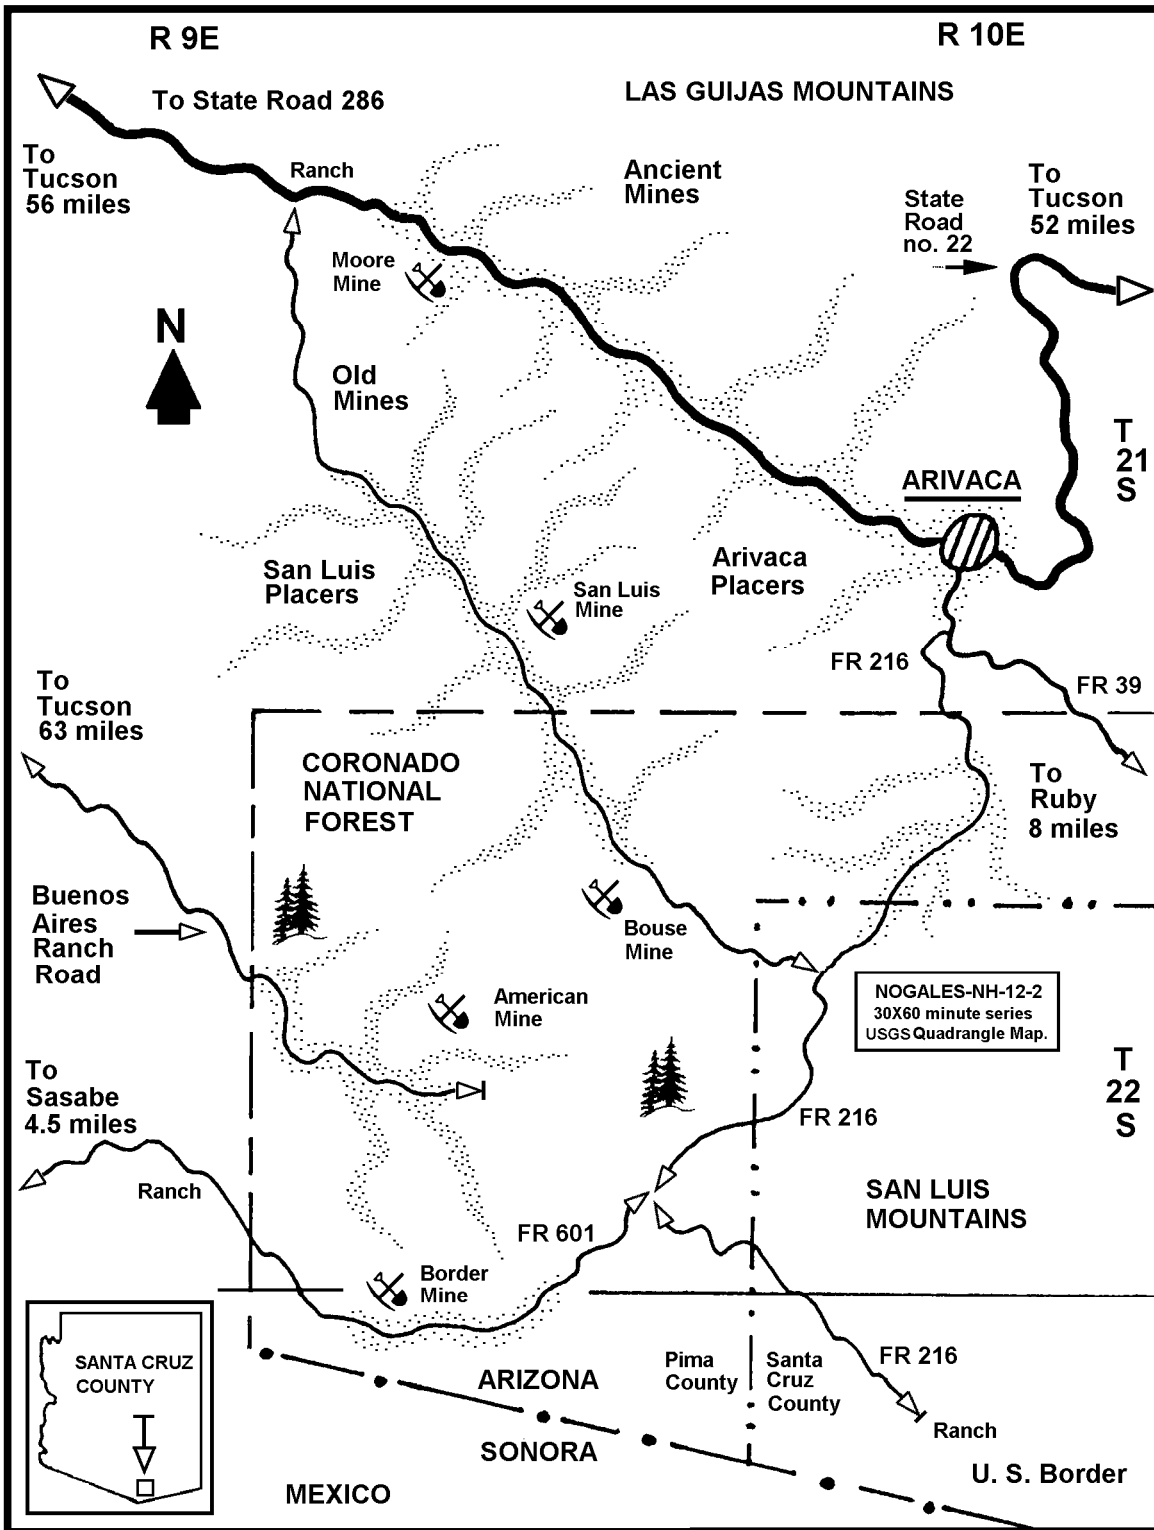 R 9E
R 10E
To State Road 286
LAS GUIJAS MOUNTAINS
To
Tucson
56 miles
Ranch
Ancient
Mines
State
Road
no. 22
To
Tucson
52 miles
Moore
Mine
N
Old
Mines
T
21
S
ARIVACA
San Luis
Placers
Arivaca
Placers
San Luis
Mine
FR 216
FR 39
To
Tucson
63 miles
CORONADO
NATIONAL
FOREST
To
Ruby
8 miles
Buenos
Aires
Ranch
Road
Bouse
Mine
American
Mine
NOGALES-NH-12-2
30X60 minute series
USGS Quadrangle Map.
To
Sasabe
4.5 miles
T
22
S
FR 216
Ranch
SAN LUIS
MOUNTAINS
FR 601
Border
Mine
SANTA CRUZ
COUNTY
ARIZONA
Pima
County
Santa
Cruz
County
FR 216
SONORA
Ranch
U. S. Border
MEXICO